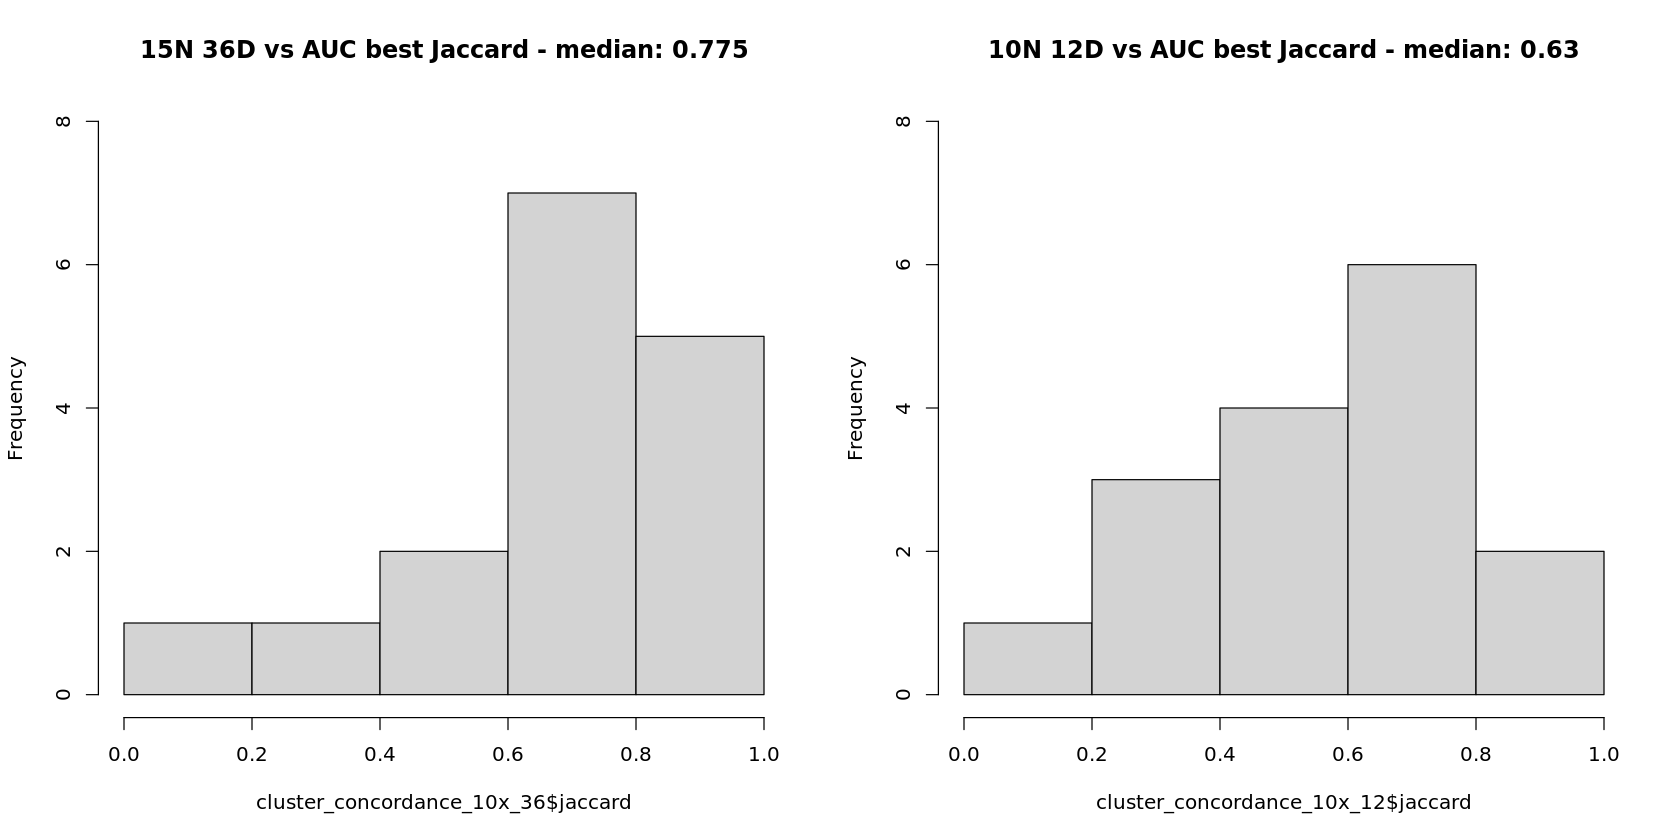 15N 36D vs AUC best Jaccard - median: 0.775
8
6
4
2
0
Frequency
0.0 0.2 0.4 0.6 0.8 1.0
cluster_concordance_10x_36$jaccard
10N 12D vs AUC best Jaccard - median: 0.63
8
6
4
2
0
Frequency
0.0 0.2 0.4 0.6 0.8 1.0
cluster_concordance_10x_12$jaccard